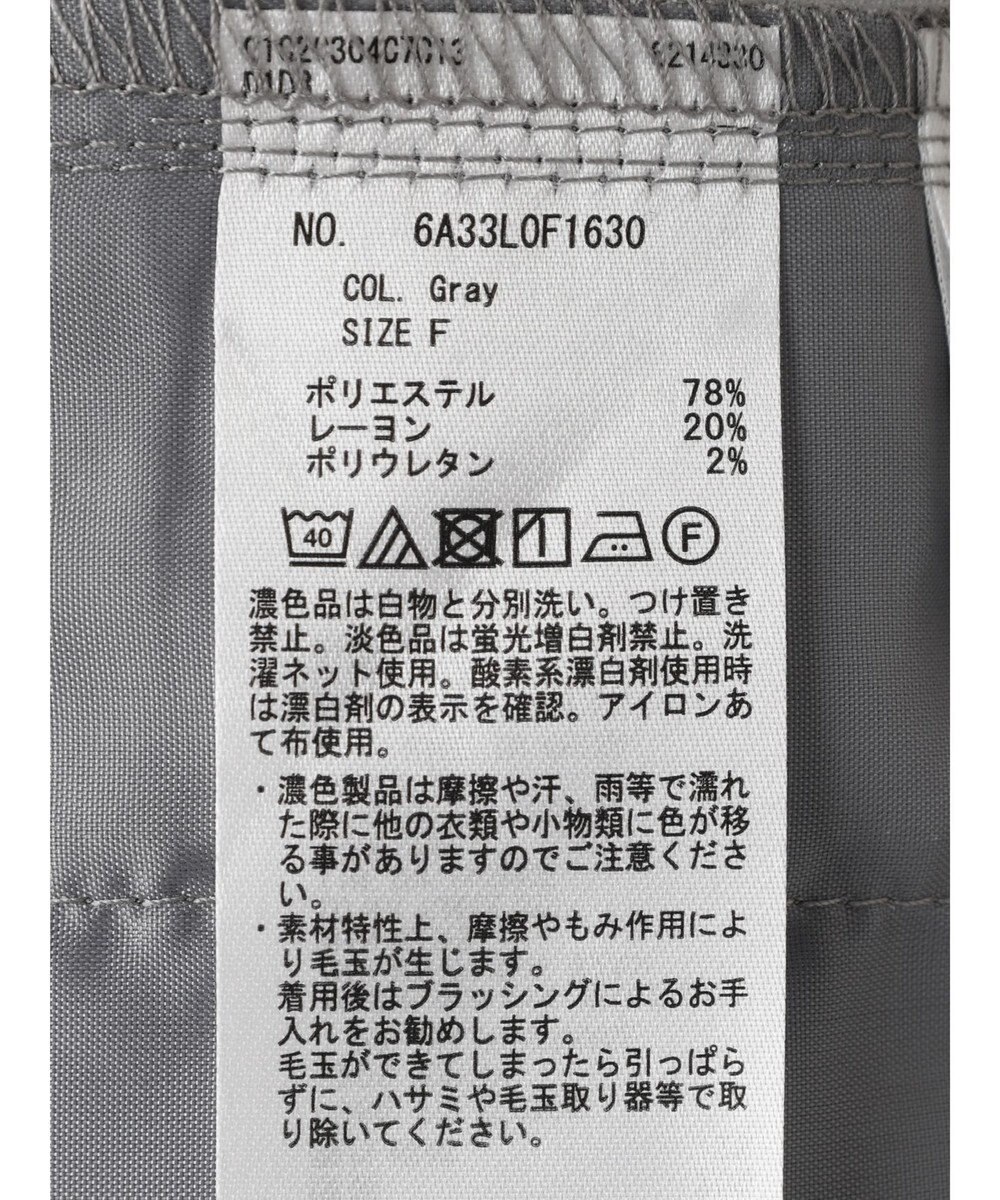 NO. 6A33L0F1630
COL. Gray
SIZE F
ポリエステル 78%
レーヨン 20%
ポリウレタン 2%
40
F
濃色品は白物と分別洗い。つけ置き
禁止。淡色品は蛍光増白剤禁止。洗
濯ネット使用。酸素系漂白剤使用時
は漂白剤の表示を確認。アイロンあ
て布使用。
・濃色製品は摩擦や汗、雨等で濡れ
た際に他の衣類や小物類に色が移
る事がありますのでご注意くださ
い。
・素材特性上、摩擦やもみ作用によ
り毛玉が生じます。
着用後はブラッシングによるお手
入れをお勧めします。
毛玉ができてしまったら引っぱら
ずに、ハサミや毛玉取り器等で取
り除いてください。